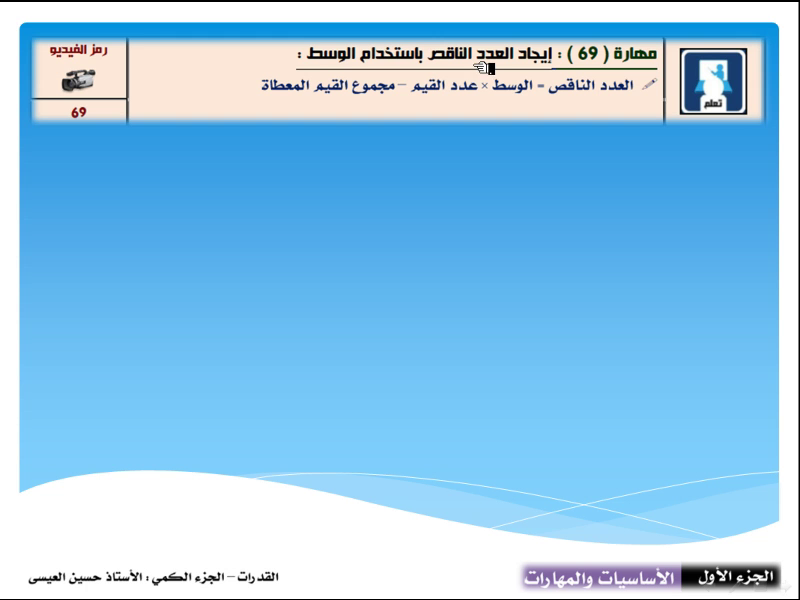 مهارة ( 69 ) : إيجاد العدد الناقص باستخدام الوسط :
العدد الناقص = الوسط × عدد القيم – مجموع القيم المعطاة
تعلم
رمز الفيديو
69
الجزء الأول
الأساسيات والمهارات
القدرات – الجزء الكمي : الأستاذ حسين العيسى